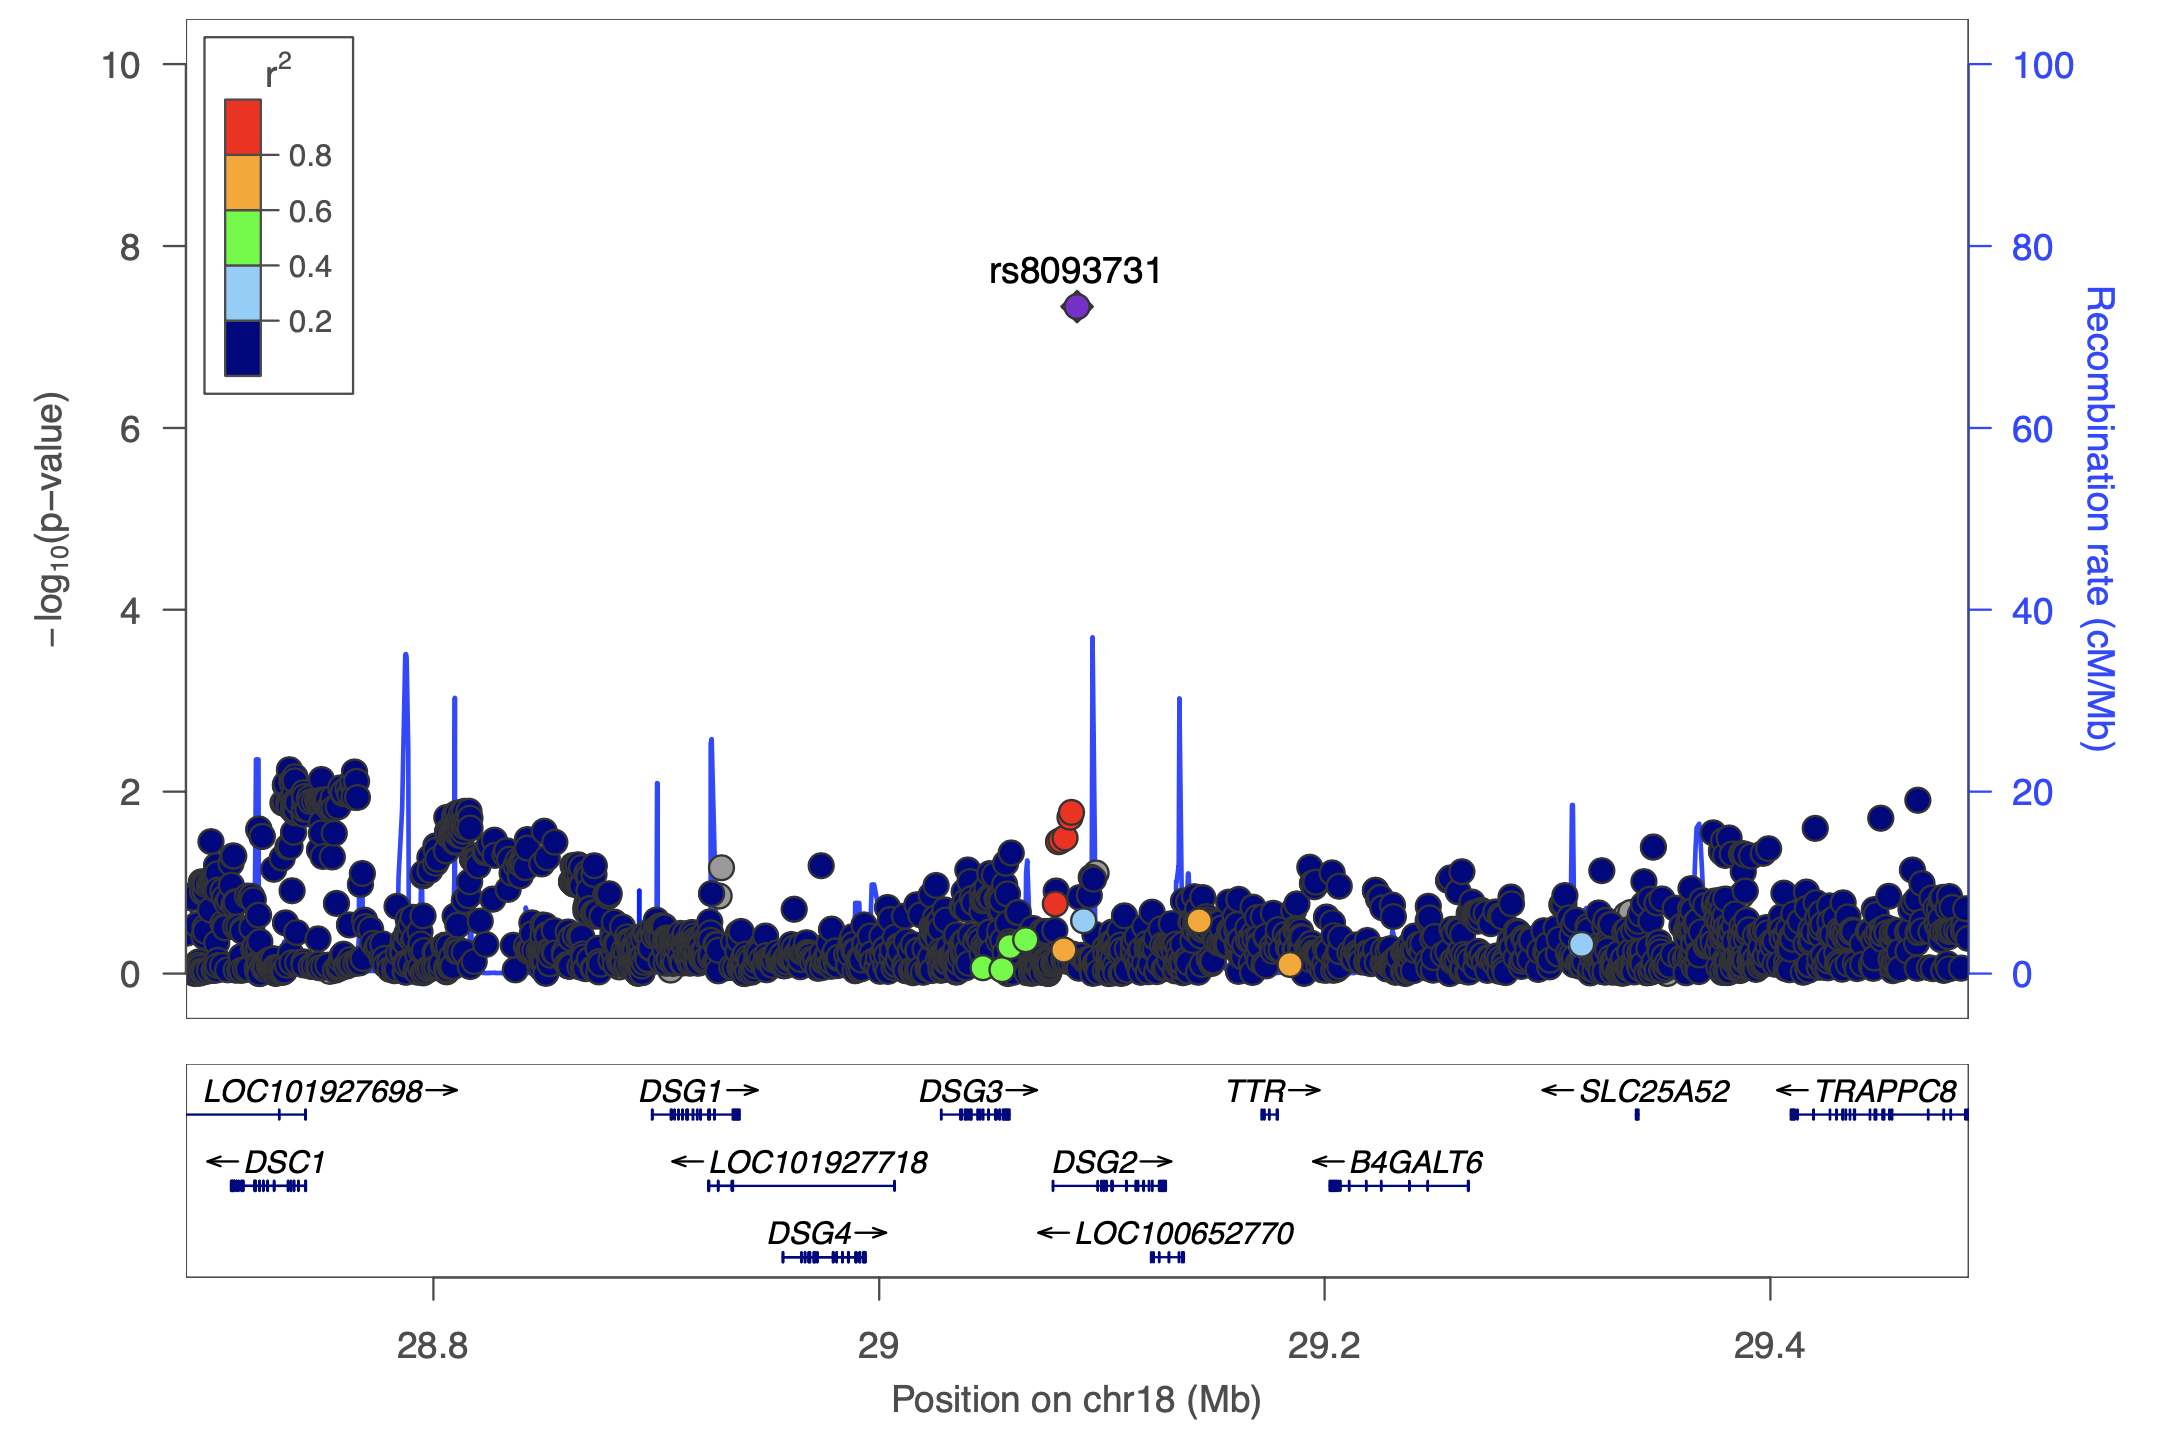 r2
0.8
0.6
0.4
0.2
rs8093731
10
8
6
4
2
0
−log10(p−value)
100
80
60
40
20
0
Recombination rate (cM/Mb)
LOC101927698→ DSG1→ DSG3→ TTR→ ←SLC25A52 ←TRAPPC8
←DSC1 ←LOC101927718 DSG2→ ←B4GALT6
DSG4→ ←LOC100652770
28.8 29 29.2 29.4
Position on chr18 (Mb)